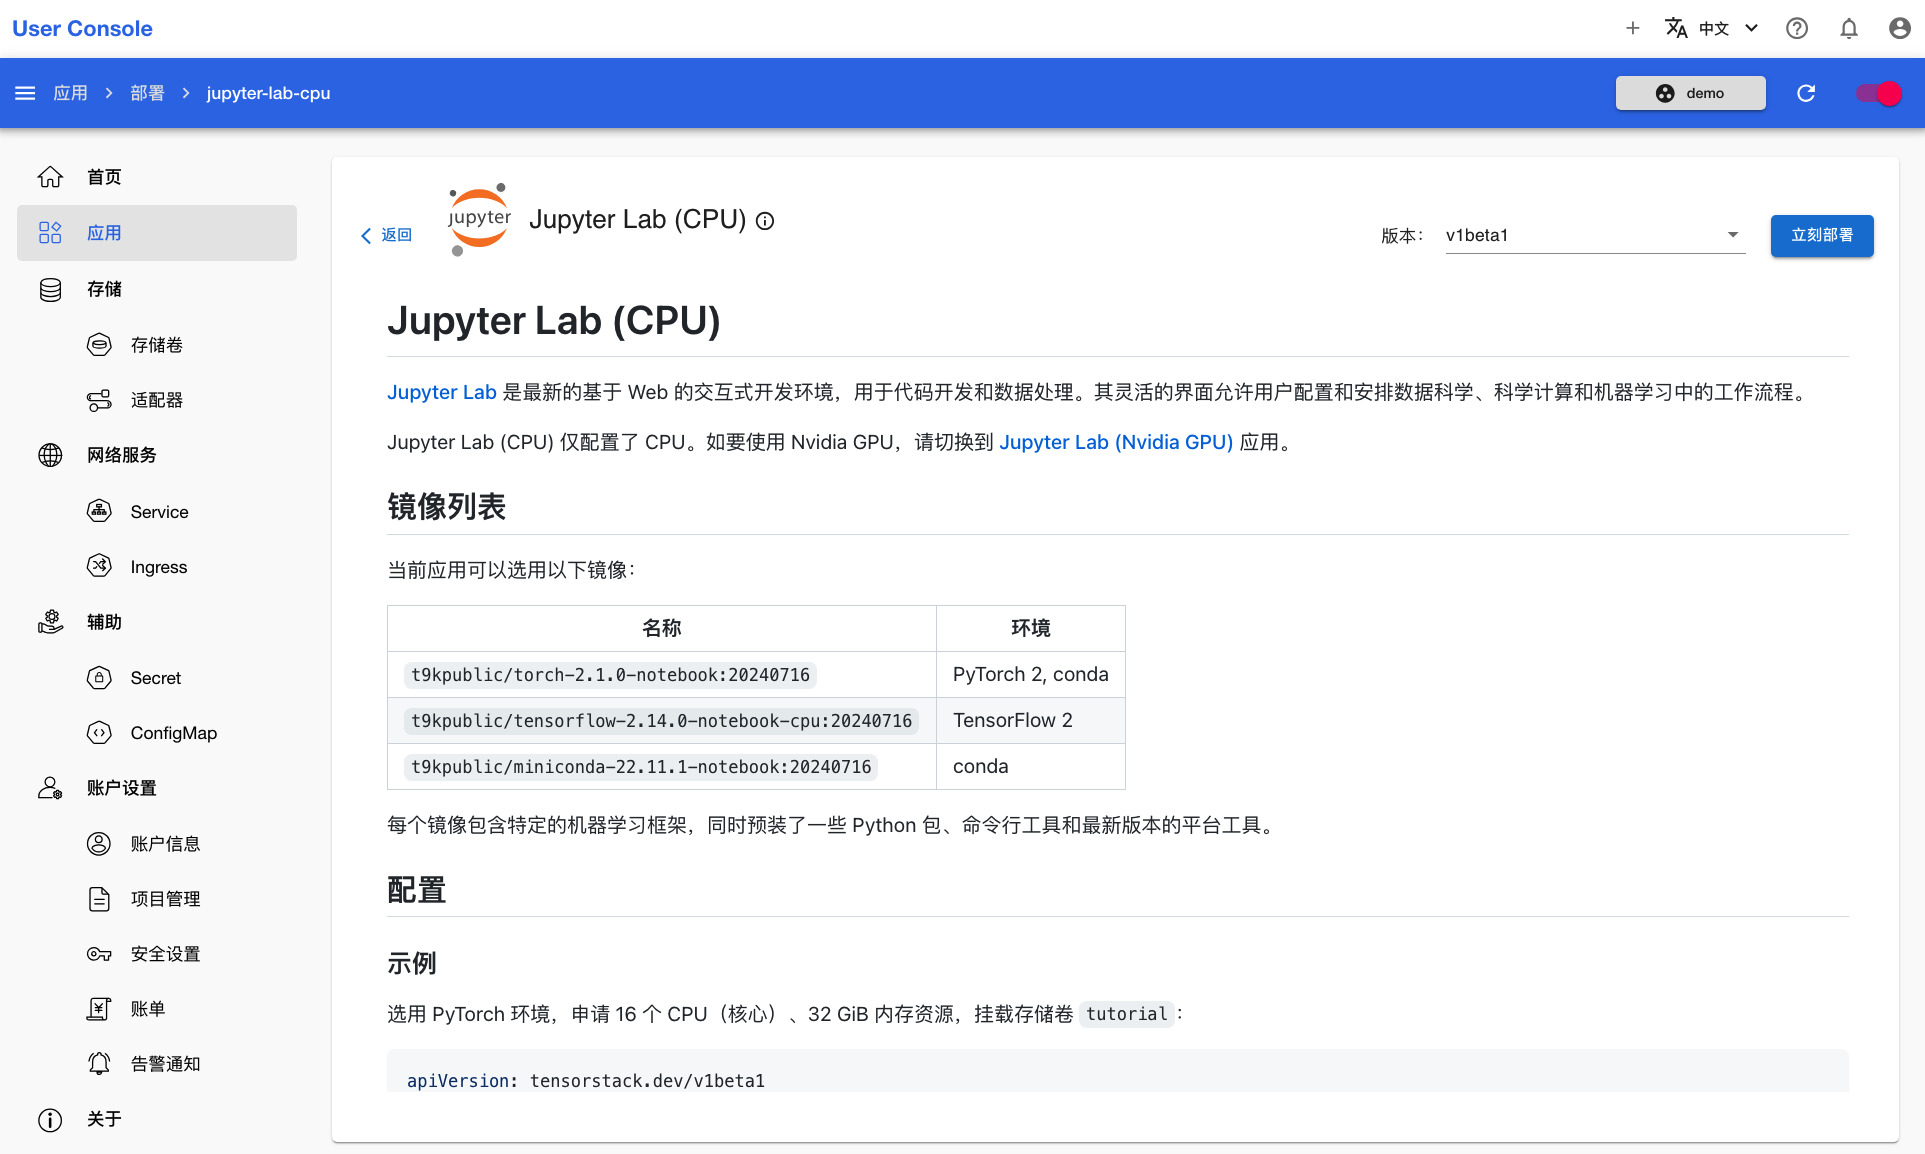 User Console
中文
应用 > 部署 > jupyter-lab-cpu
demo
首页
应用
存储
存储卷
适配器
网络服务
Service
Ingress
辅助
Secret
ConfigMap
账户设置
账户信息
项目管理
安全设置
账单
告警通知
关于
返回
jupyter
Jupyter Lab (CPU)
版本：
v1beta1
立刻部署
Jupyter Lab (CPU)
Jupyter Lab 是最新的基于 Web 的交互式开发环境，用于代码开发和数据处理。其灵活的界面允许用户配置和安排数据科学、科学计算和机器学习中的工作流程。
Jupyter Lab (CPU) 仅配置了 CPU。如要使用 Nvidia GPU，请切换到 Jupyter Lab (Nvidia GPU) 应用。
镜像列表
当前应用可以选用以下镜像：
名称 环境
t9kpublic/torch-2.1.0-notebook:20240716 PyTorch 2, conda
t9kpublic/tensorflow-2.14.0-notebook-cpu:20240716 TensorFlow 2
t9kpublic/miniconda-22.11.1-notebook:20240716 conda
每个镜像包含特定的机器学习框架，同时预装了一些 Python 包、命令行工具和最新版本的平台工具。
配置
示例
选用 PyTorch 环境，申请 16 个 CPU（核心）、32 GiB 内存资源，挂载存储卷 tutorial：
apiVersion: tensorstack.dev/v1beta1